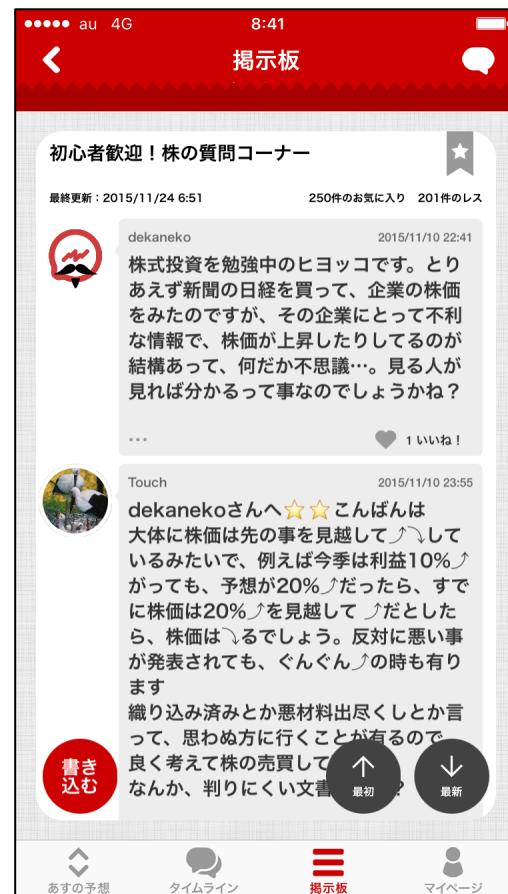 au 4G 8:41
掲示板
初心者歓迎！株の質問コーナー
最終更新：2015/11/24 6:51 250件のお気に入り 201件のレス
dekaneko 2015/11/10 22:41
株式投資を勉強中のヒヨッコです。とり
あえず新聞の日経を買って、企業の株価
をみたのですが、その企業にとって不利
な情報で、株価が上昇したりしてるのが
結構あって、何だか不思議…。見る人が
見れば分かるって事なのでしょうかね？
… 1 いいね！
Touch 2015/11/10 23:55
dekanekoさんへ⭐⭐こんばんは
大体に株価は先の事を見越して⤴⤵して
いるみたいで、例えば今季は利益10%⤴
がっても、予想が20%⤴だったら、すで
に株価は20%⤴を見越して ⤴だとした
ら、株価は⤵るでしょう。反対に悪い事
が発表されても、ぐんぐん⤴の時も有り
ます
織り込み済みとか悪材料出尽くしとか言
って、思わぬ方に行くことが有るので
良く考えて株の売買して
なんか、判りにくい文書 ？
書き
込む
最初
最新
あすの予想 タイムライン 掲示板 マイページ